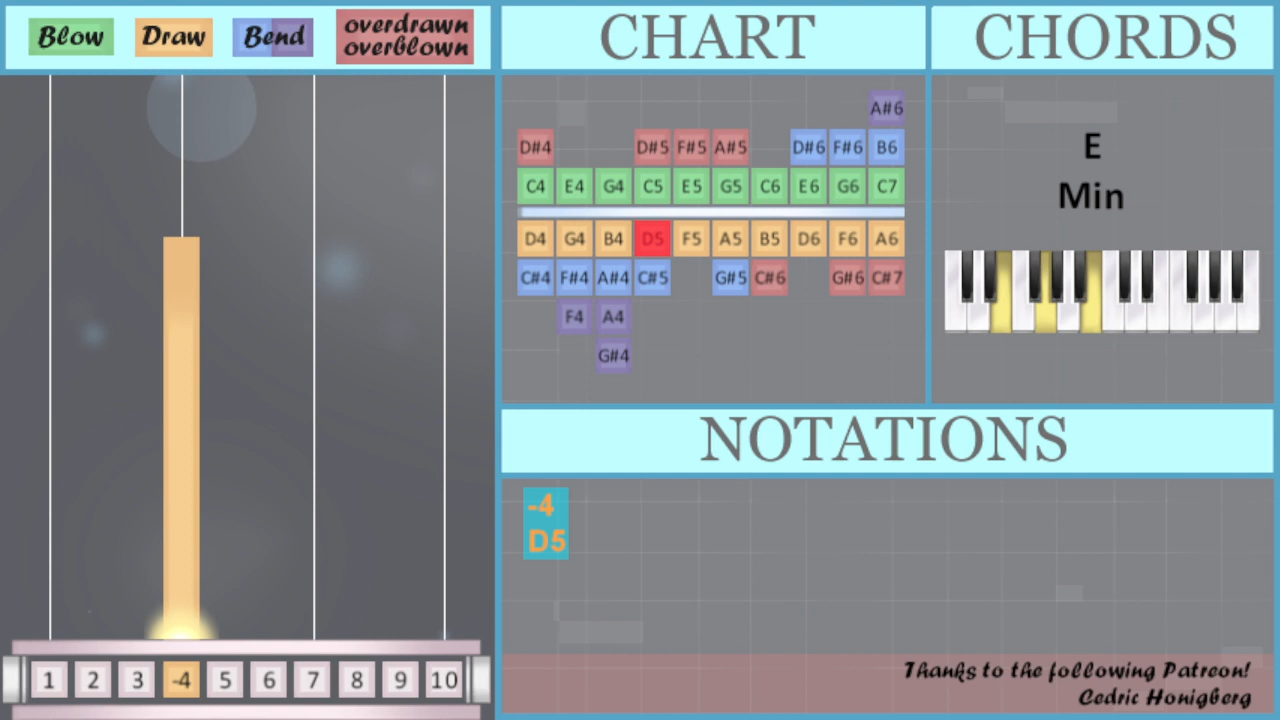 Blow Draw Bend overdrawn
overblown
CHART
CHORDS
A#6
D#4 D#5 F#5 A#5 D#6 F#6 B6
C4 E4 G4 C5 E5 G5 C6 E6 G6 C7
D4 G4 B4 D5 F5 A5 B5 D6 F6 A6
C#4 F#4 A#4 C#5 G#5 C#6 G#6 C#7
F4 A4
G#4
E
Min
NOTATIONS
-4
D5
1 2 3 -4 5 6 7 8 9 10
Thanks to the following Patreon!
Cedric Honigberg